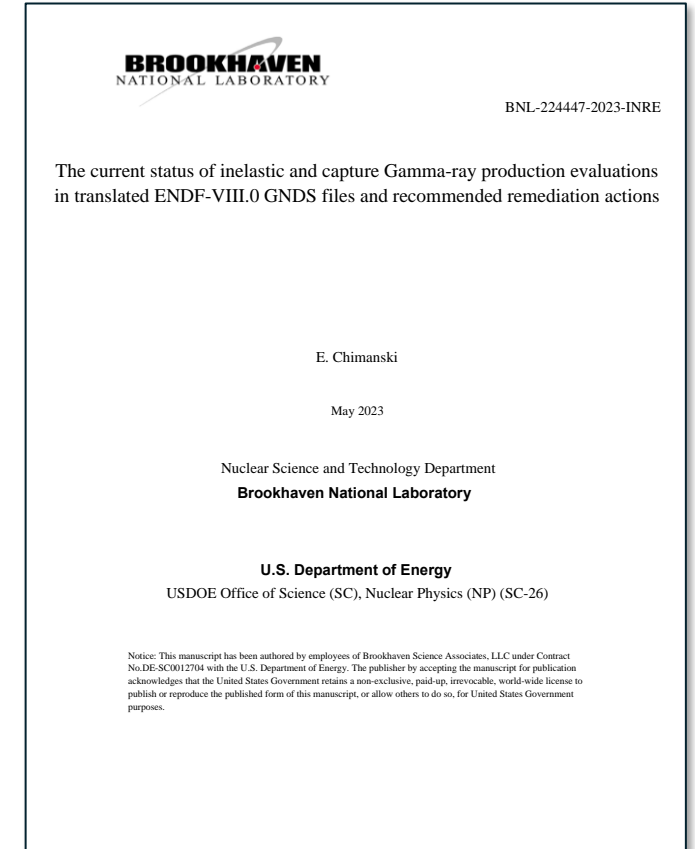 BROOKHAVEN
NATIONAL LABORATORY
BNL-224447-2023-INRE
The current status of inelastic and capture Gamma-ray production evaluations
in translated ENDF-VIII.0 GNDS files and recommended remediation actions
E. Chimanski
May 2023
Nuclear Science and Technology Department
Brookhaven National Laboratory
U.S. Department of Energy
USDOE Office of Science (SC), Nuclear Physics (NP) (SC-26)
Notice: This manuscript has been authored by employees of Brookhaven Science Associates, LLC under Contract
No.DE-SC0012704 with the U.S. Department of Energy. The publisher by accepting the manuscript for publication
acknowledges that the United States Government retains a non-exclusive, paid-up, irrevocable, world-wide license to
publish or reproduce the published form of this manuscript, or allow others to do so, for United States Government
purposes.